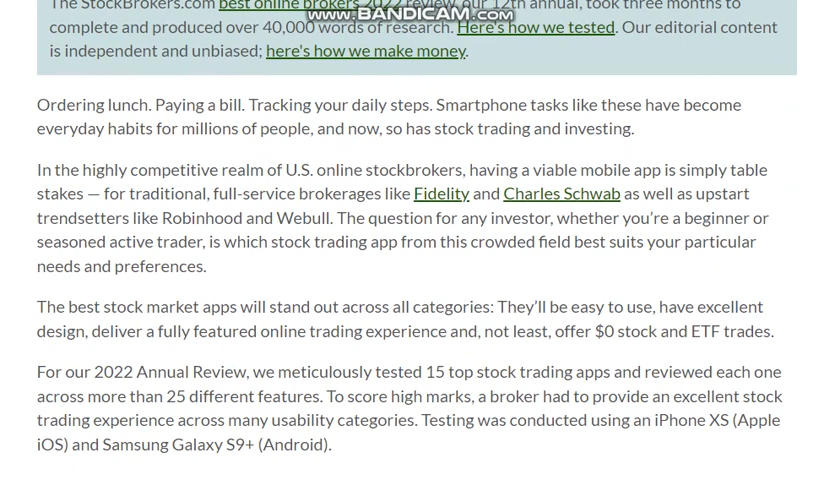 The StockBrokers.com best online brokers 2022 review, our 12th annual, took three months to
www.BANDICAM.com
complete and produced over 40,000 words of research. Here's how we tested. Our editorial content
is independent and unbiased; here's how we make money.
Ordering lunch. Paying a bill. Tracking your daily steps. Smartphone tasks like these have become
everyday habits for millions of people, and now, so has stock trading and investing.
In the highly competitive realm of U.S. online stockbrokers, having a viable mobile app is simply table
stakes — for traditional, full-service brokerages like Fidelity and Charles Schwab as well as upstart
trendsetters like Robinhood and Webull. The question for any investor, whether you’re a beginner or
seasoned active trader, is which stock trading app from this crowded field best suits your particular
needs and preferences.
The best stock market apps will stand out across all categories: They’ll be easy to use, have excellent
design, deliver a fully featured online trading experience and, not least, offer $0 stock and ETF trades.
For our 2022 Annual Review, we meticulously tested 15 top stock trading apps and reviewed each one
across more than 25 different features. To score high marks, a broker had to provide an excellent stock
trading experience across many usability categories. Testing was conducted using an iPhone XS (Apple
iOS) and Samsung Galaxy S9+ (Android).